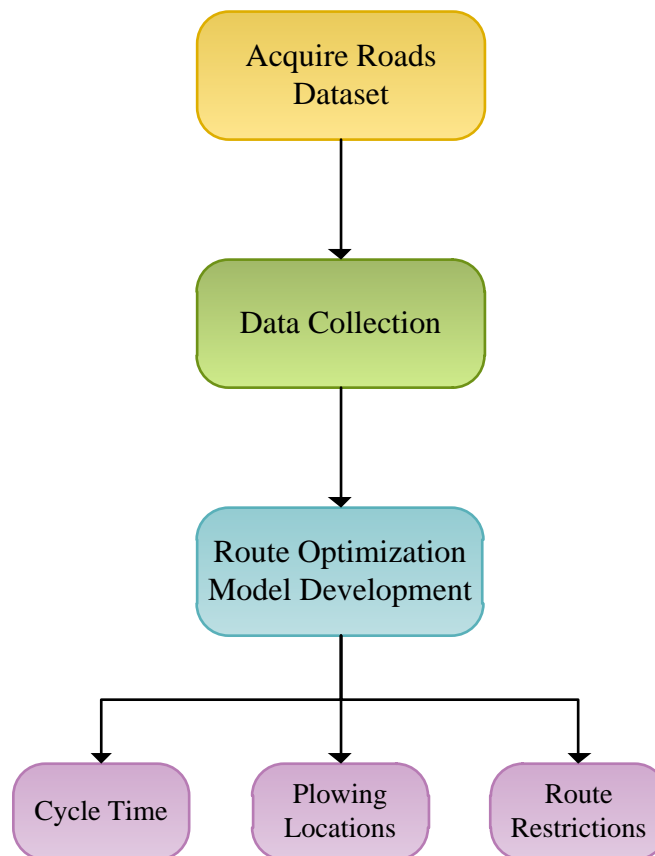 Acquire Roads
Dataset
Data Collection
Route Optimization
Model Development
Cycle Time
Plowing
Locations
Route
Restrictions